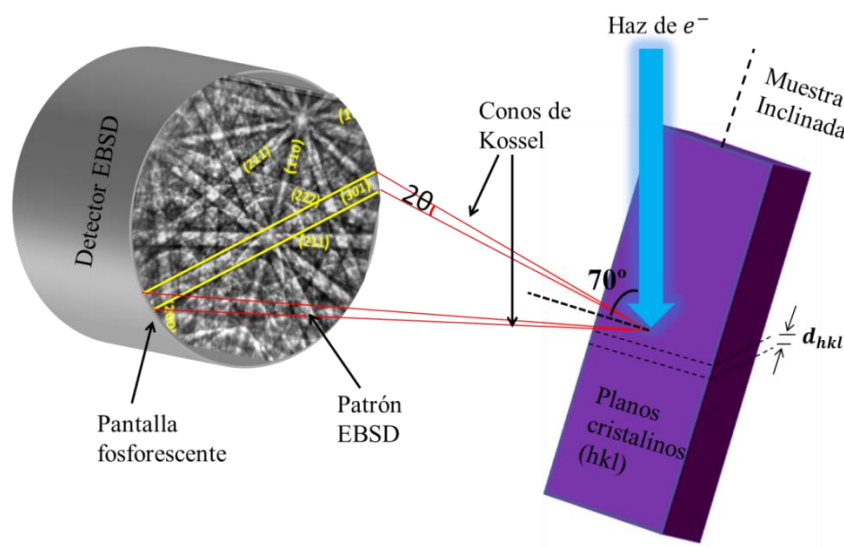 Haz de e⁻
Muestra
Inclinada
Conos de
Kossel
Detector EBSD
(211)
(110)
(222)
(301)
(211)
2θ
70º
d_hkl
Planos
cristalinos
(hkl)
Patrón
EBSD
Pantalla
fosforescente